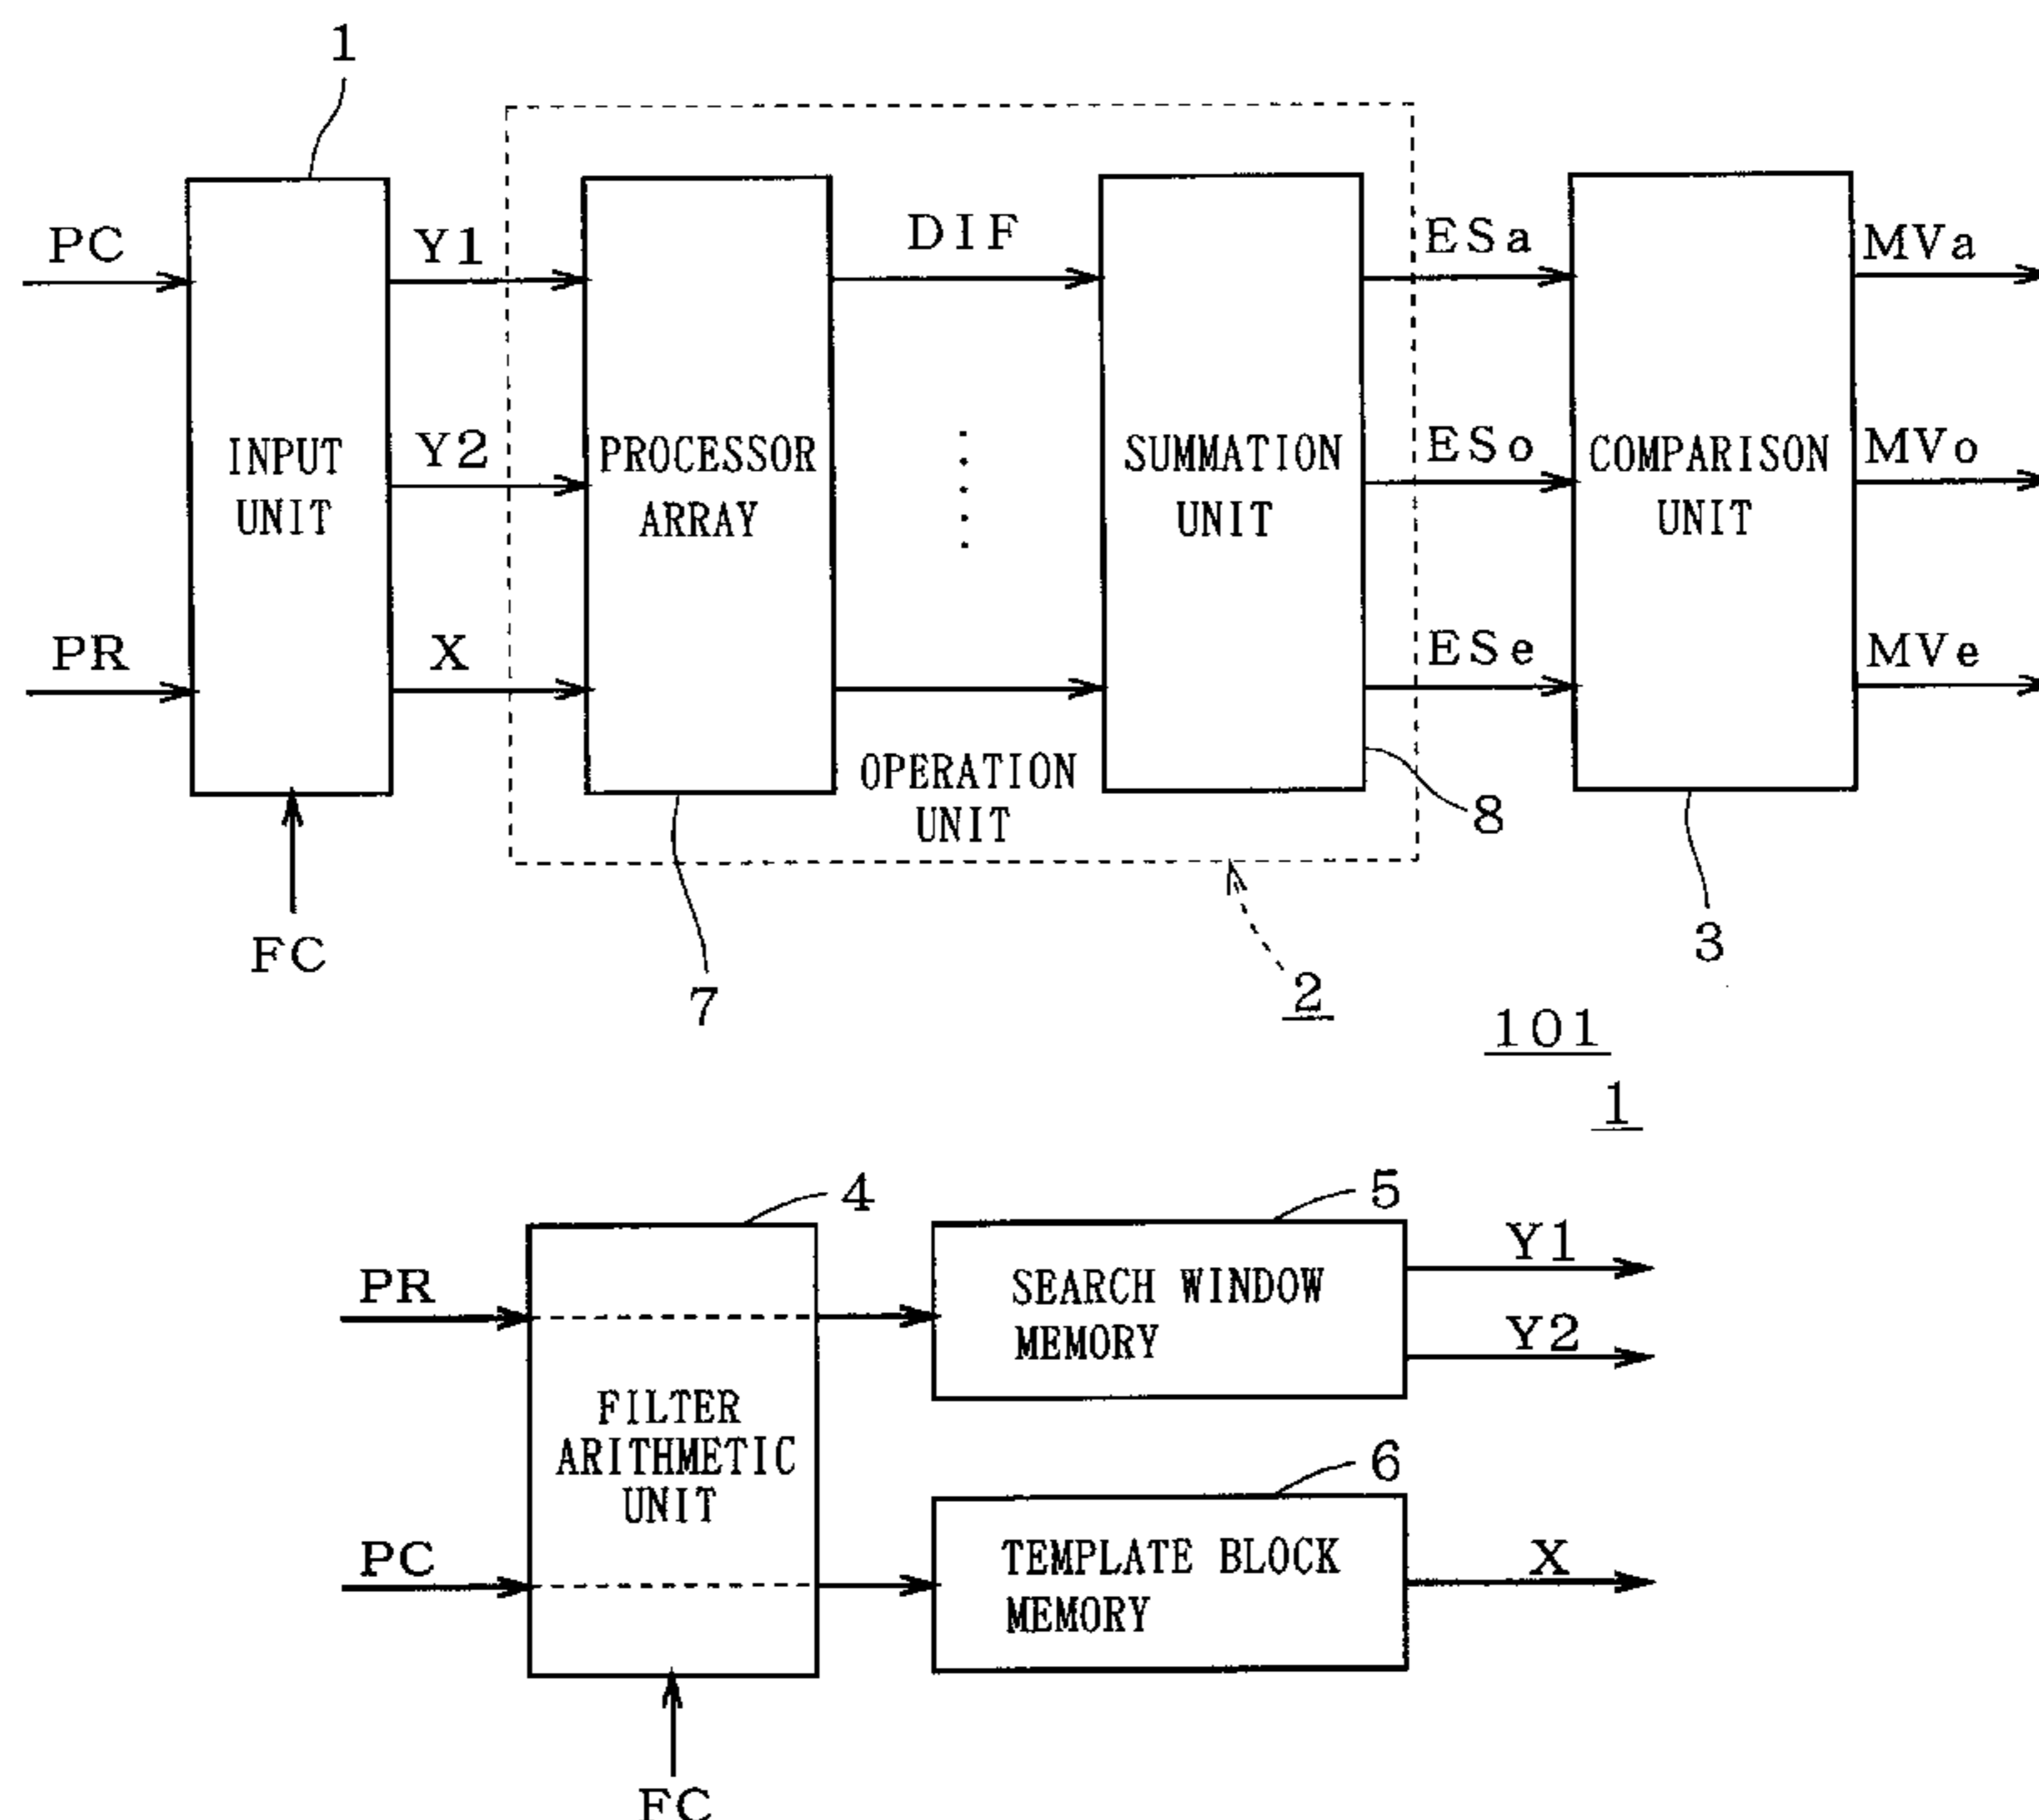 1
PC
Y1
DIF
ESa
MVa
INPUT
UNIT
Y2
PROCESSOR
ARRAY
SUMMATION
UNIT
ESo
COMPARISON
UNIT
MVo
PR
X
ESe
MVe
OPERATION
UNIT
8
FC
7
2
3
101
1
4
5
PR
SEARCH WINDOW
MEMORY
Y1
Y2
FILTER
ARITHMETIC
UNIT
6
PC
TEMPLATE BLOCK
MEMORY
X
FC